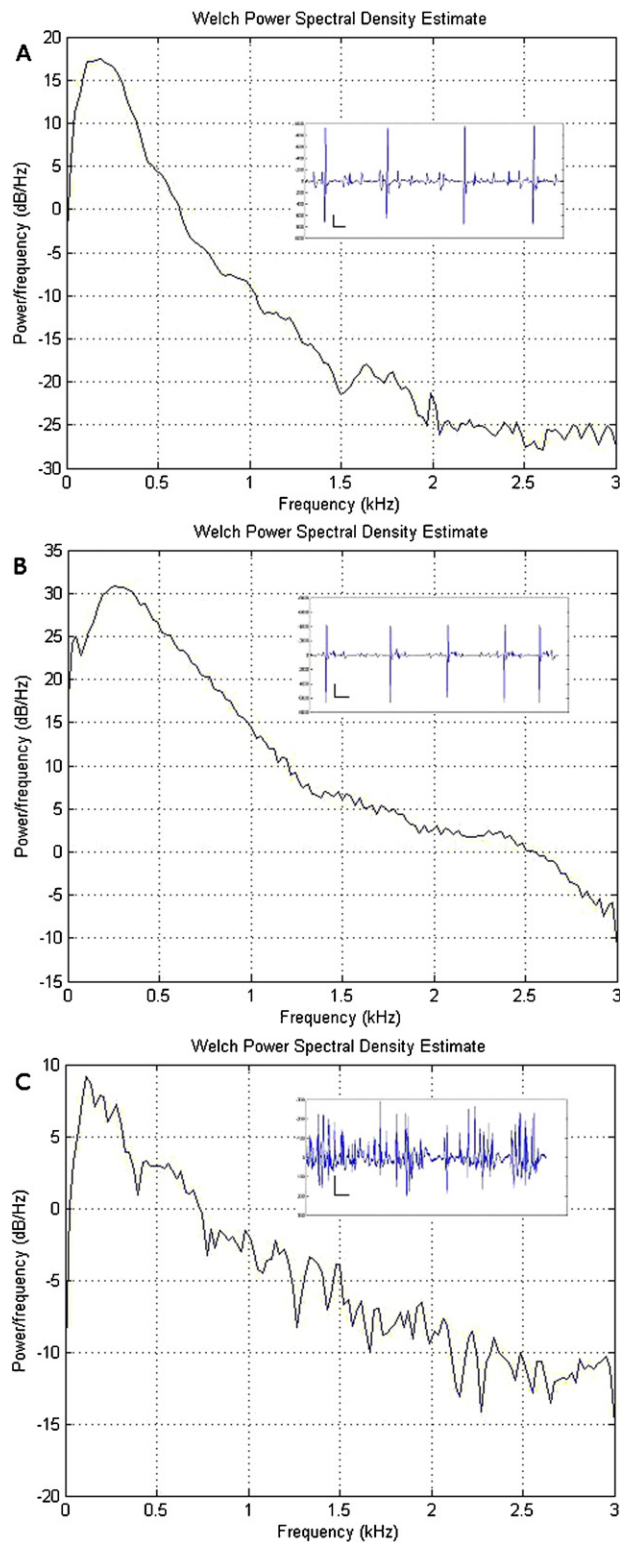 Welch Power Spectral Density Estimate
A
20
15
10
5
0
-5
-10
-15
-20
-25
-30
Power/frequency (dB/Hz)
0 0.5 1 1.5 2 2.5 3
Frequency (kHz)
Welch Power Spectral Density Estimate
B
35
30
25
20
15
10
5
0
-5
-10
-15
Power/frequency (dB/Hz)
0 0.5 1 1.5 2 2.5 3
Frequency (kHz)
Welch Power Spectral Density Estimate
C
10
5
0
-5
-10
-15
-20
Power/frequency (dB/Hz)
0 0.5 1 1.5 2 2.5 3
Frequency (kHz)